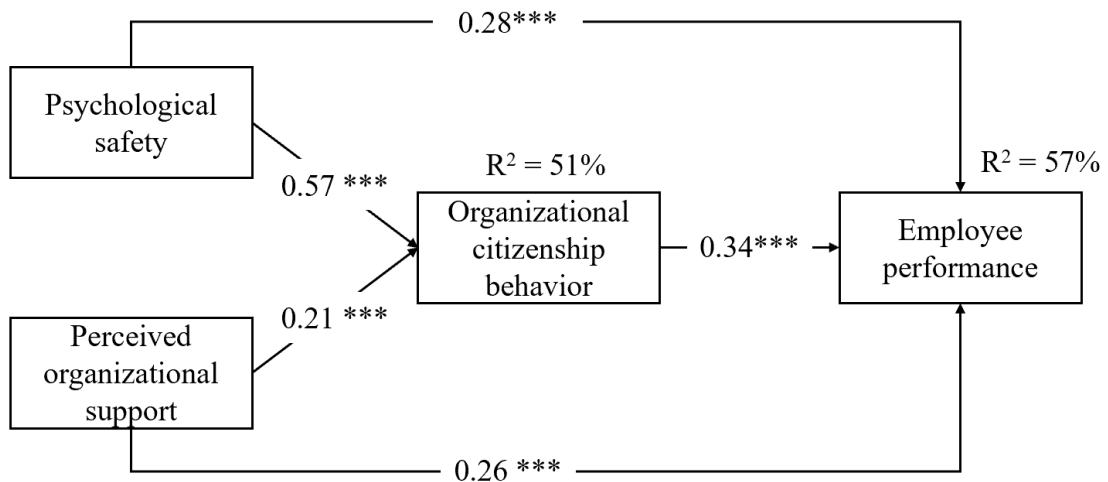 0.28***
Psychological
safety
0.57 ***
R² = 51%
R² = 57%
Organizational
citizenship
behavior
0.34***
Employee
performance
0.21 ***
Perceived
organizational
support
0.26 ***